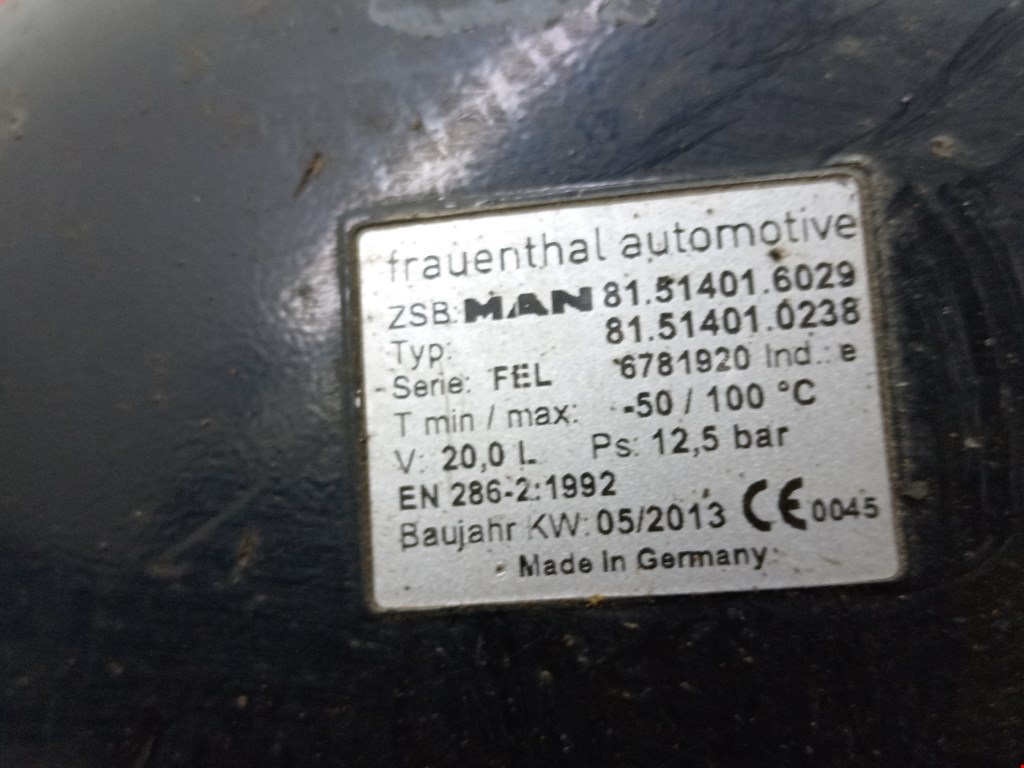 frauenthal automotive
ZSB: MAN 81.51401.6029
Typ: 81.51401.0238
Serie: FEL 6781920 Ind.: e
T min / max: -50 / 100 °C
V: 20,0 L Ps: 12,5 bar
EN 286-2:1992
Baujahr KW: 05/2013 CE 0045
Made In Germany